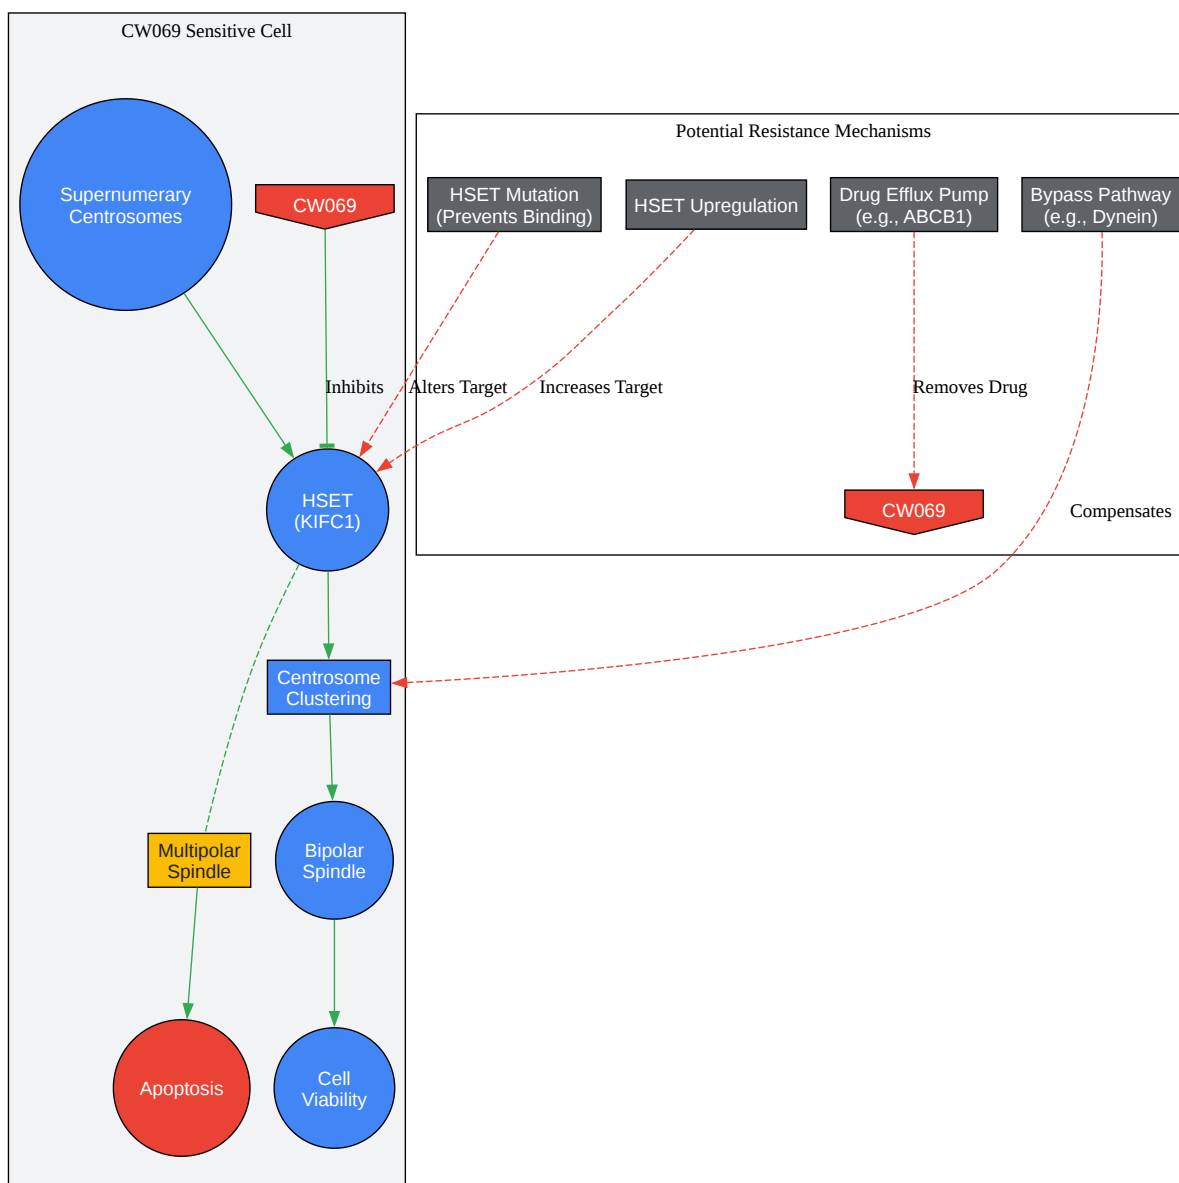 CW069 Sensitive Cell
Supernumerary
Centrosomes
CW069
Potential Resistance Mechanisms
HSET Mutation
(Prevents Binding)
HSET Upregulation
Drug Efflux Pump
(e.g., ABCB1)
Bypass Pathway
(e.g., Dynein)
Inhibits
Alters Target
Increases Target
Removes Drug
HSET
(KIFC1)
CW069
Compensates
Centrosome
Clustering
Multipolar
Spindle
Bipolar
Spindle
Apoptosis
Cell
Viability